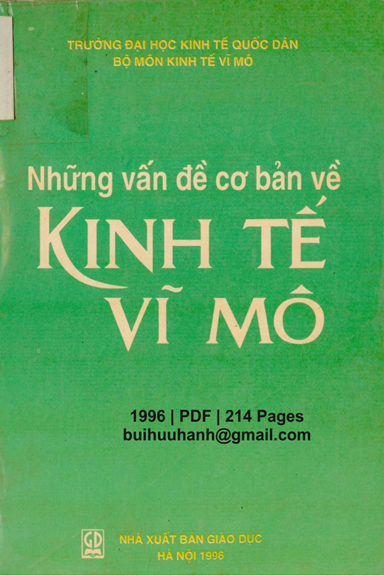 TRƯỜNG ĐẠI HỌC KINH TẾ QUỐC DÂN
BỘ MÔN KINH TẾ VĨ MÔ
Những vấn đề cơ bản về
KINH TẾ
VĨ MÔ
1996 | PDF | 214 Pages
buihuuhanh@gmail.com
GD
NHÀ XUẤT BẢN GIÁO DỤC
HÀ NỘI 1996